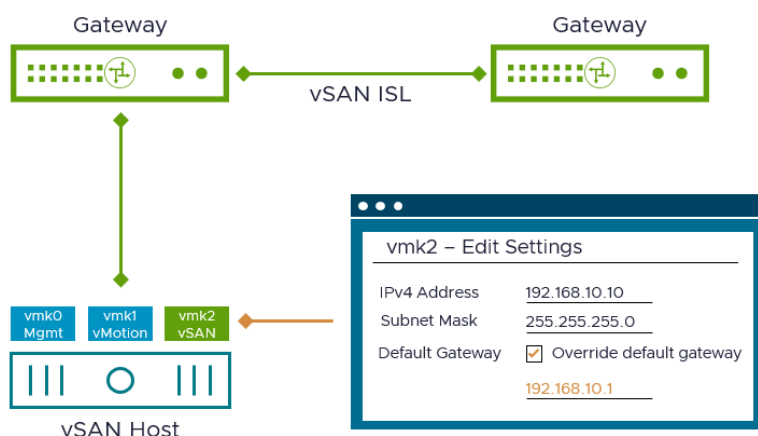 Gateway
Gateway
vSAN ISL
vmk2 – Edit Settings
IPv4 Address 192.168.10.10
Subnet Mask 255.255.255.0
Default Gateway Override default gateway
192.168.10.1
vmk0
Mgmt
vmk1
vMotion
vmk2
vSAN
vSAN Host